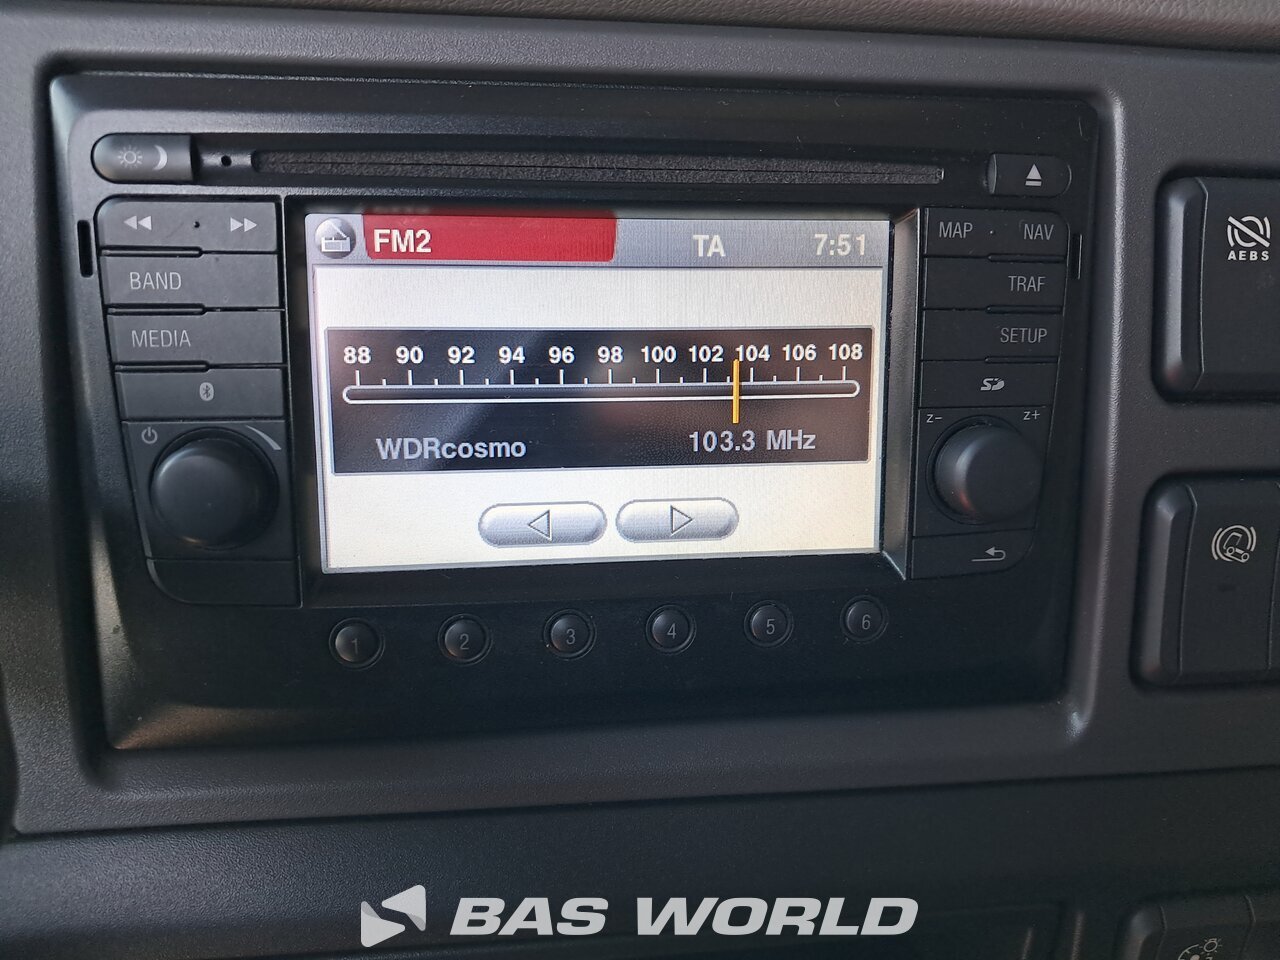 FM2 TA 7:51
88 90 92 94 96 98 100 102 104 106 108
WDRcosmo 103.3 MHz
BAND
MEDIA
MAP · NAV
TRAF
SETUP
SD
z- z+
1 2 3 4 5 6
AEBS
BAS WORLD